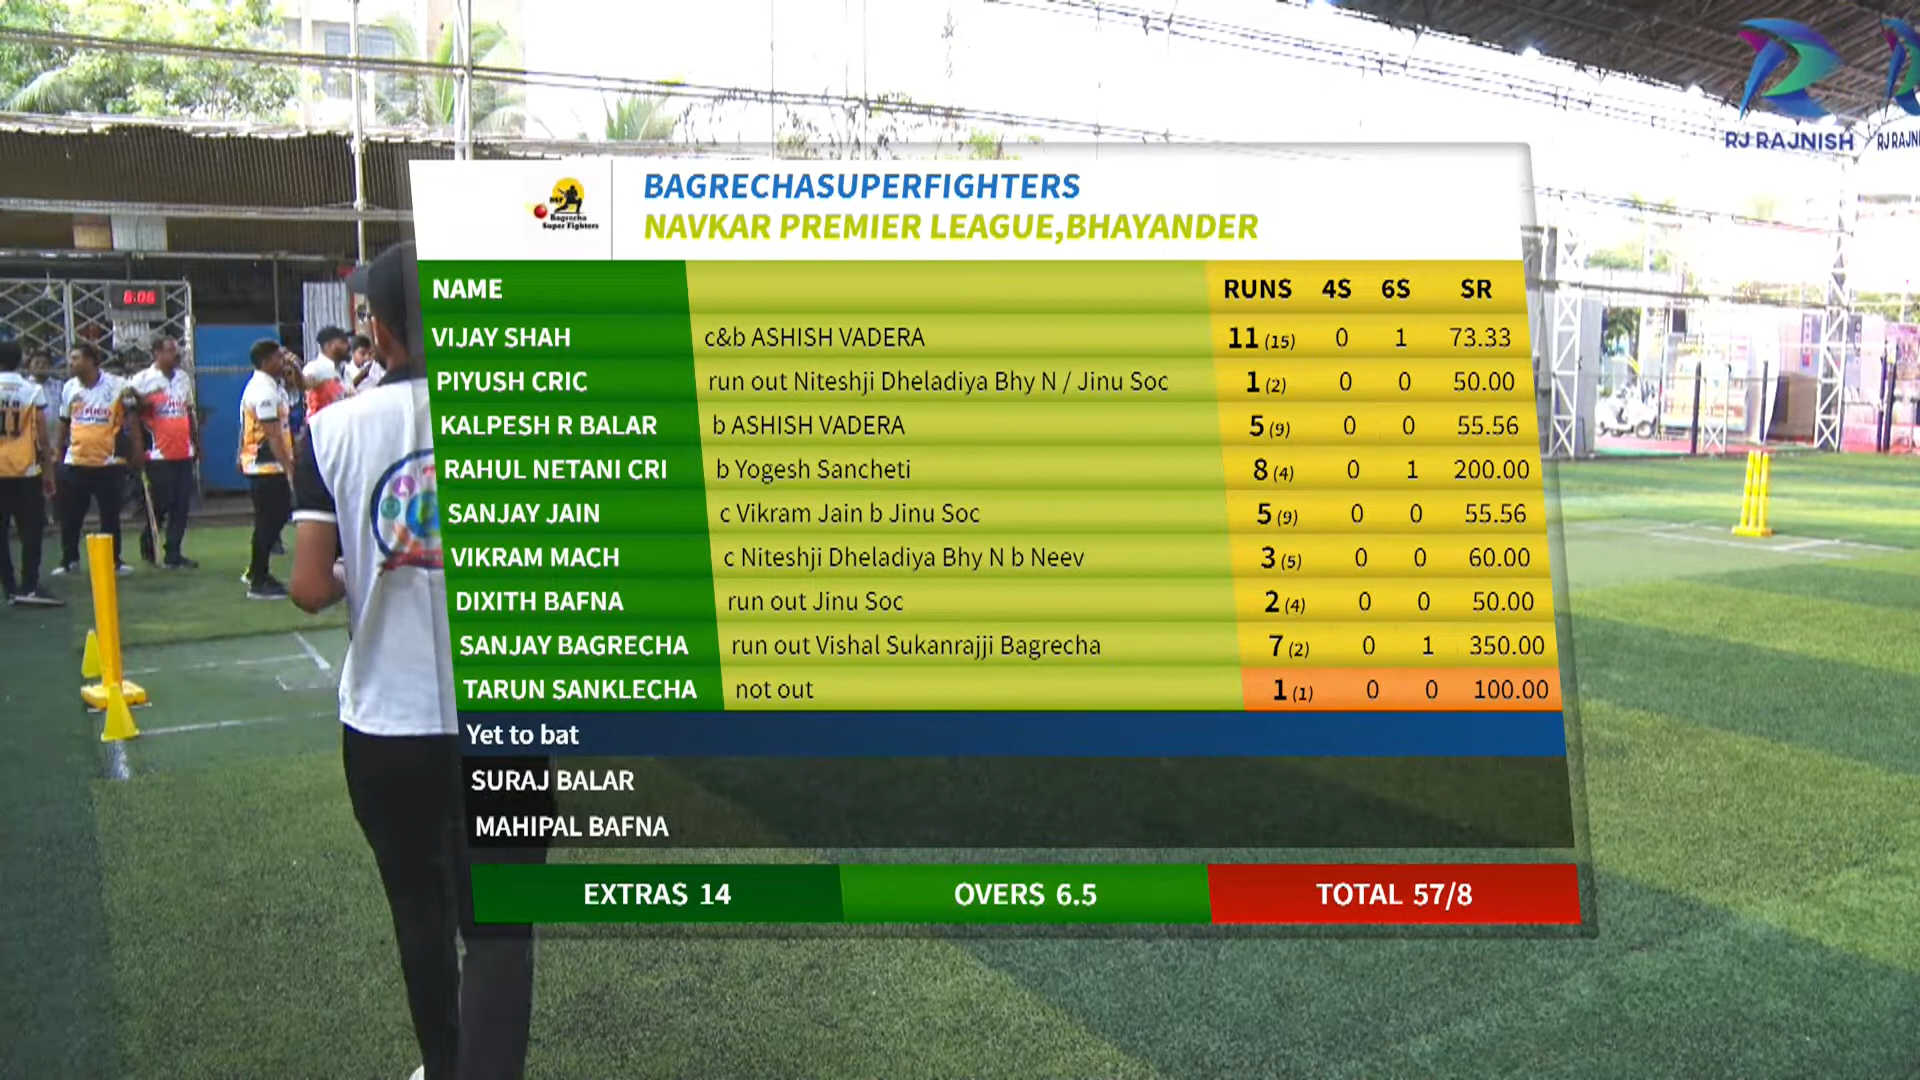 RJ RAJNISH
RJ RAJN
Bagrecha
Super Fighters
BAGRECHASUPERFIGHTERS
NAVKAR PREMIER LEAGUE,BHAYANDER
NAME RUNS 4S 6S SR
VIJAY SHAH c&b ASHISH VADERA 11 (15) 0 1 73.33
PIYUSH CRIC run out Niteshji Dheladiya Bhy N / Jinu Soc 1 (2) 0 0 50.00
KALPESH R BALAR b ASHISH VADERA 5 (9) 0 0 55.56
RAHUL NETANI CRI b Yogesh Sancheti 8 (4) 0 1 200.00
SANJAY JAIN c Vikram Jain b Jinu Soc 5 (9) 0 0 55.56
VIKRAM MACH c Niteshji Dheladiya Bhy N b Neev 3 (5) 0 0 60.00
DIXITH BAFNA run out Jinu Soc 2 (4) 0 0 50.00
SANJAY BAGRECHA run out Vishal Sukanrajji Bagrecha 7 (2) 0 1 350.00
TARUN SANKLECHA not out 1 (1) 0 0 100.00
Yet to bat
SURAJ BALAR
MAHIPAL BAFNA
EXTRAS 14 OVERS 6.5 TOTAL 57/8